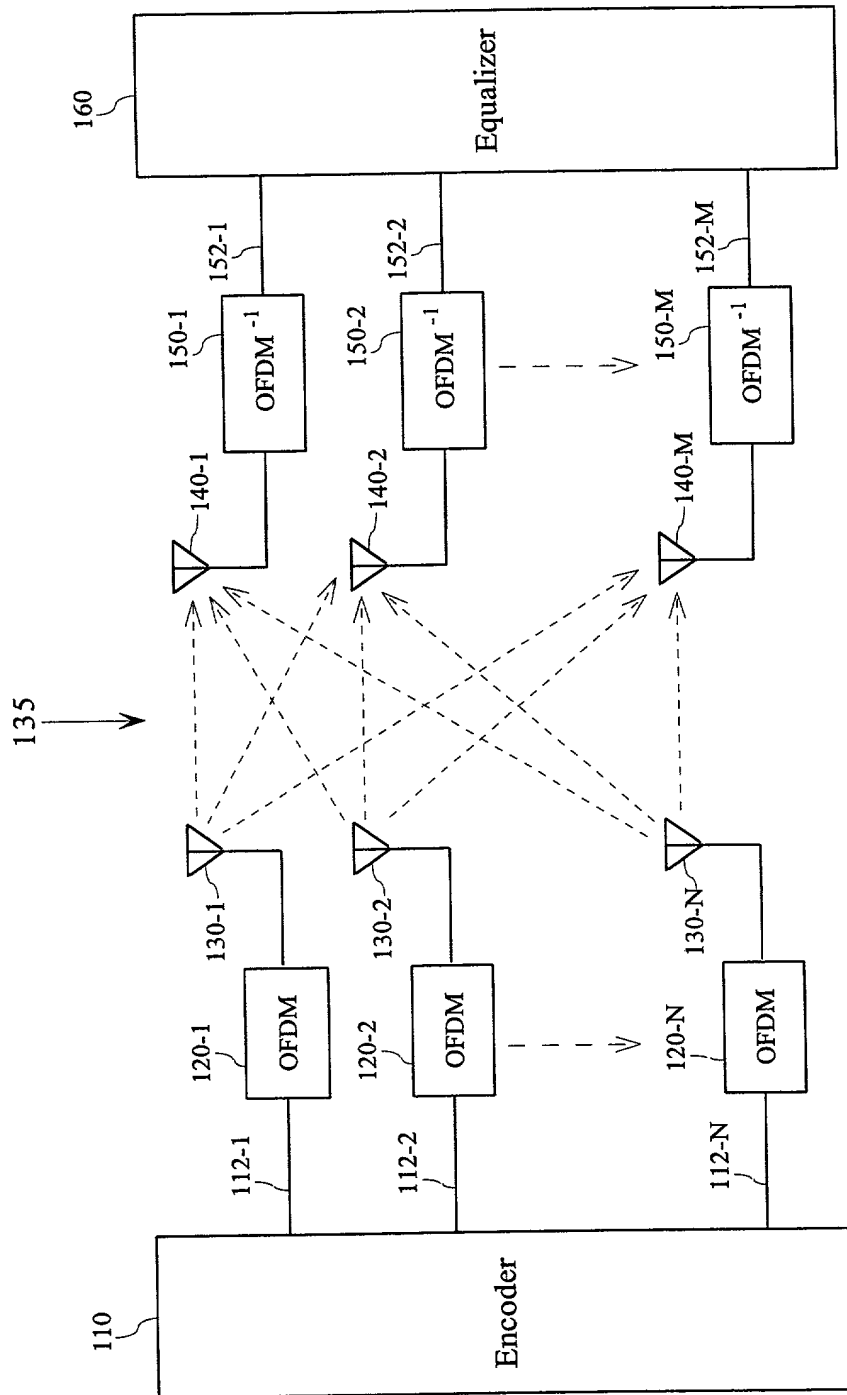 135
110
Encoder
112-1
120-1
OFDM
130-1
140-1
150-1
OFDM⁻¹
152-1
160
Equalizer
112-2
120-2
OFDM
130-2
140-2
150-2
OFDM⁻¹
152-2
112-N
120-N
OFDM
130-N
140-M
150-M
OFDM⁻¹
152-M